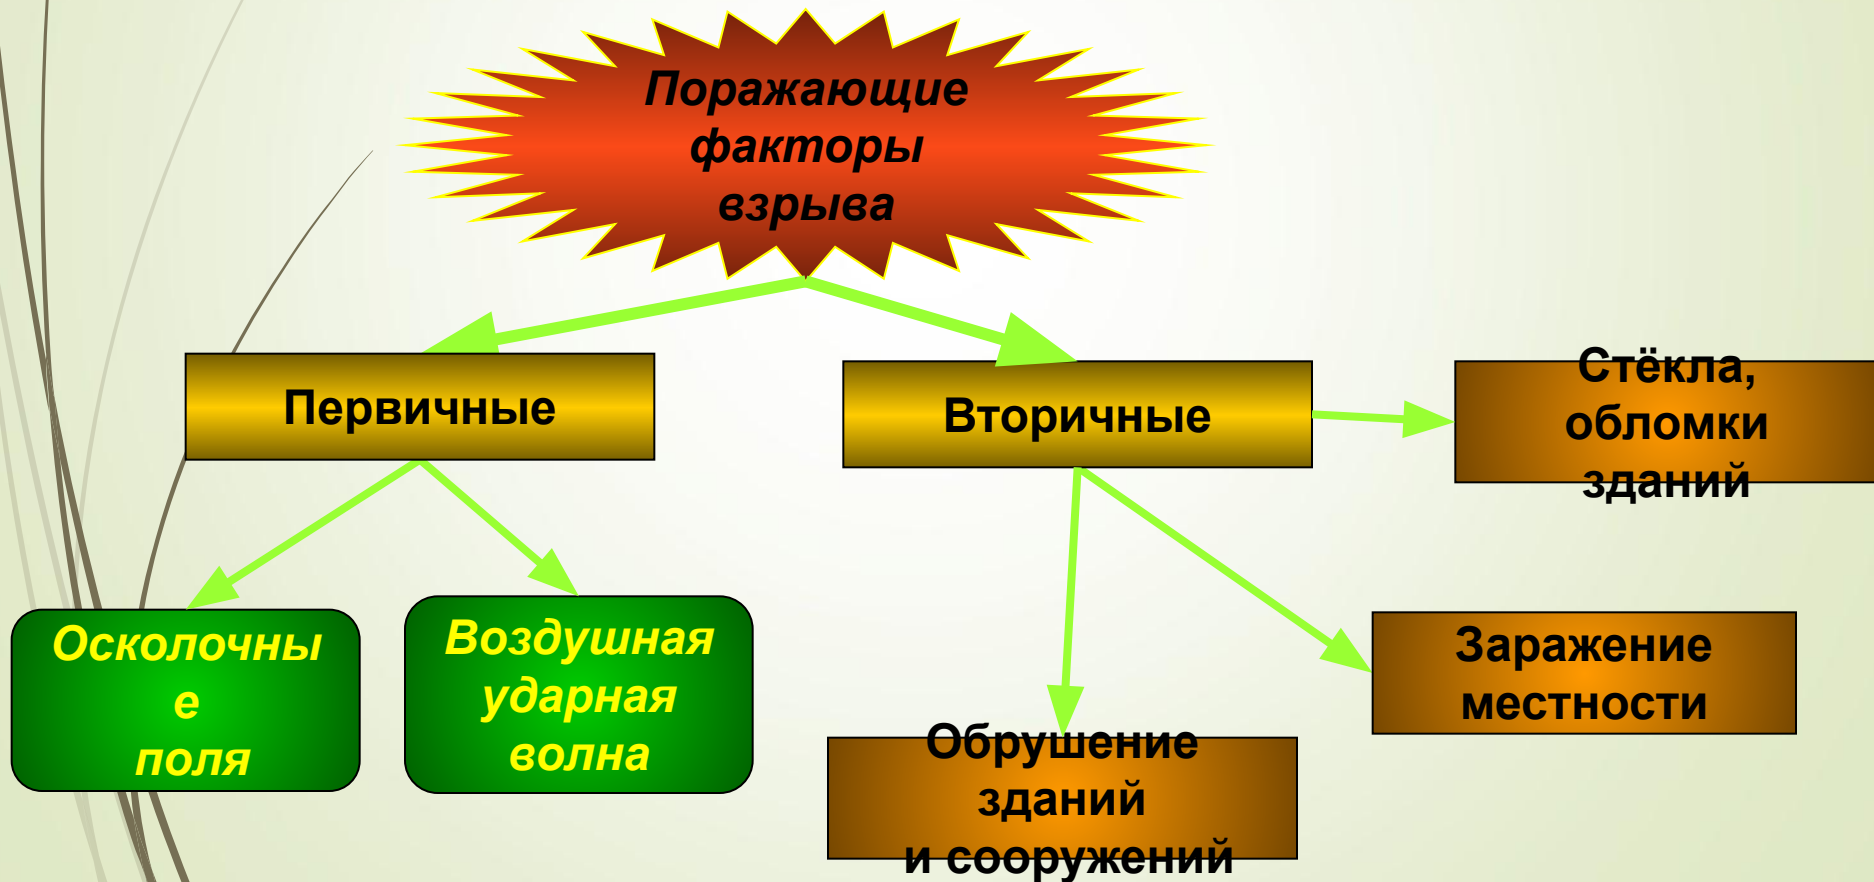 Поражающие
факторы
взрыва
Первичные
Вторичные
Стёкла,
обломки
зданий
Осколочны
е
поля
Воздушная
ударная
волна
Заражение
местности
Обрушение
зданий
и сооружений